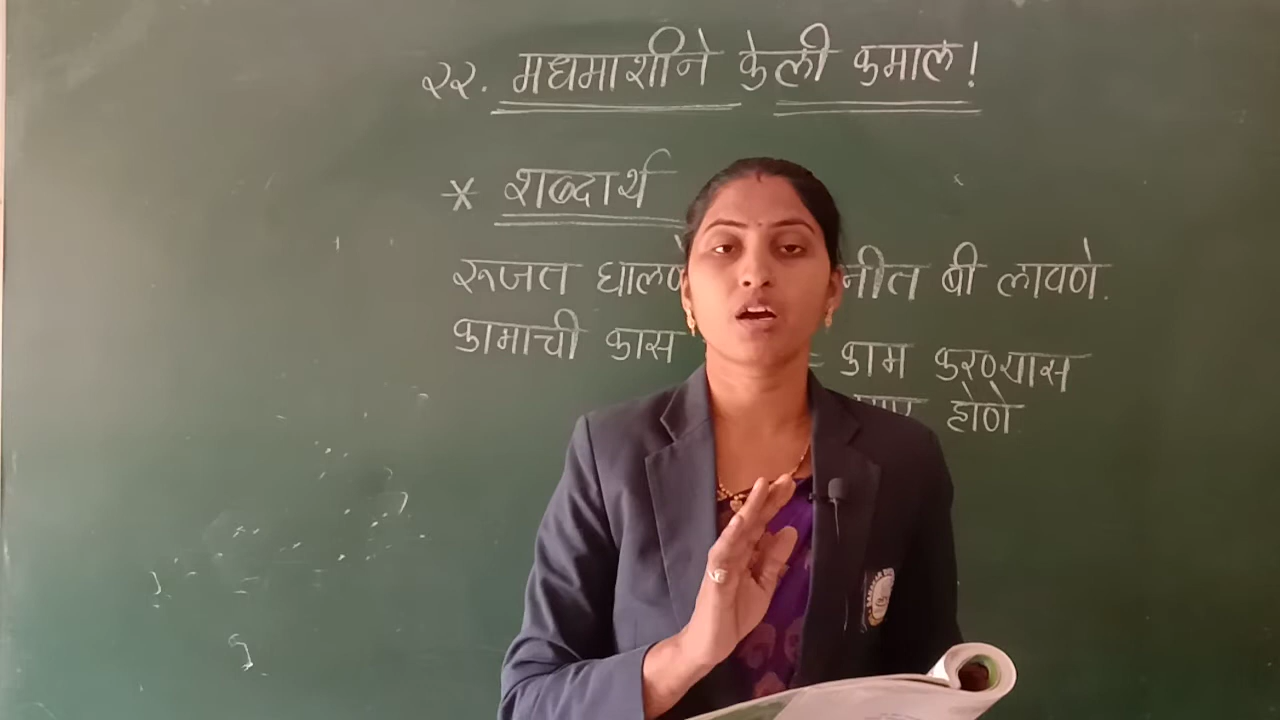 २२. मधमाशीने केली कमाल!
* शब्दार्थ
रूजत नीत बी लावणे.
कामाची कास = काम करण्यास
होणे